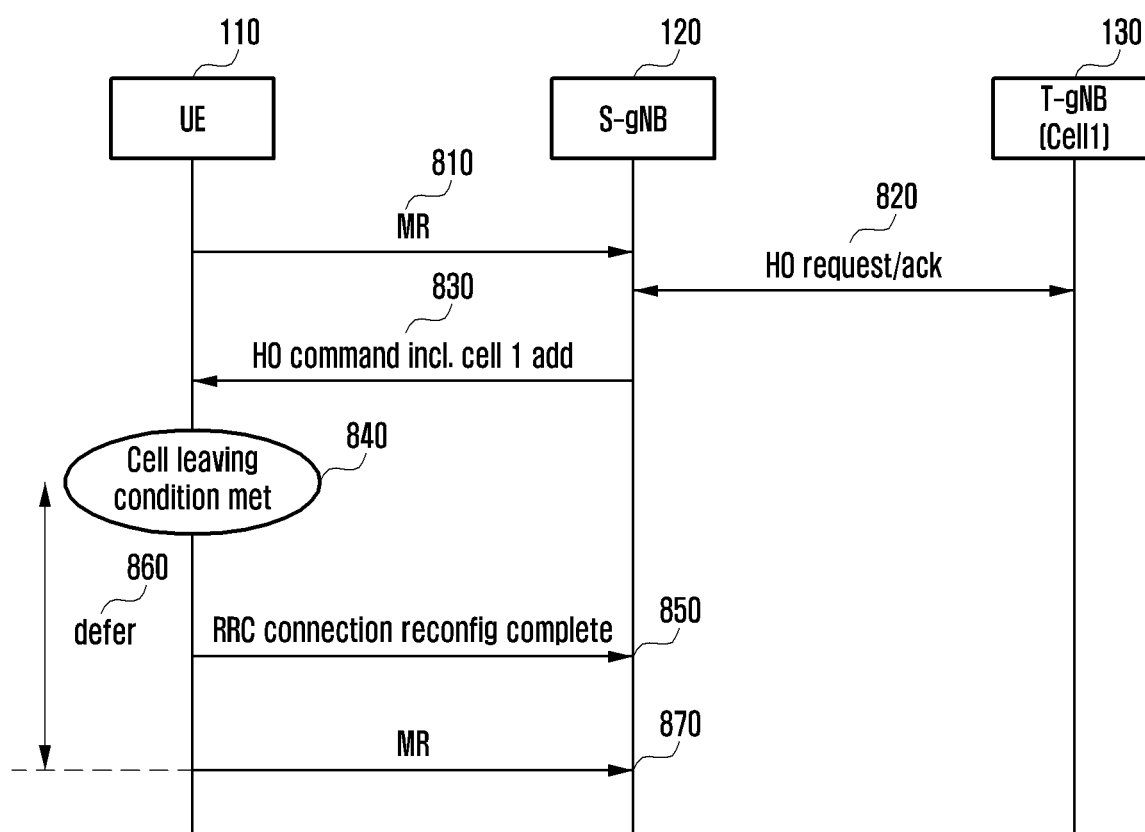 110
120
130
UE
S-gNB
T-gNB
(Cell1)
810
MR
820
HO request/ack
830
HO command incl. cell 1 add
840
Cell leaving
condition met
860
defer
RRC connection reconfig complete
850
MR
870